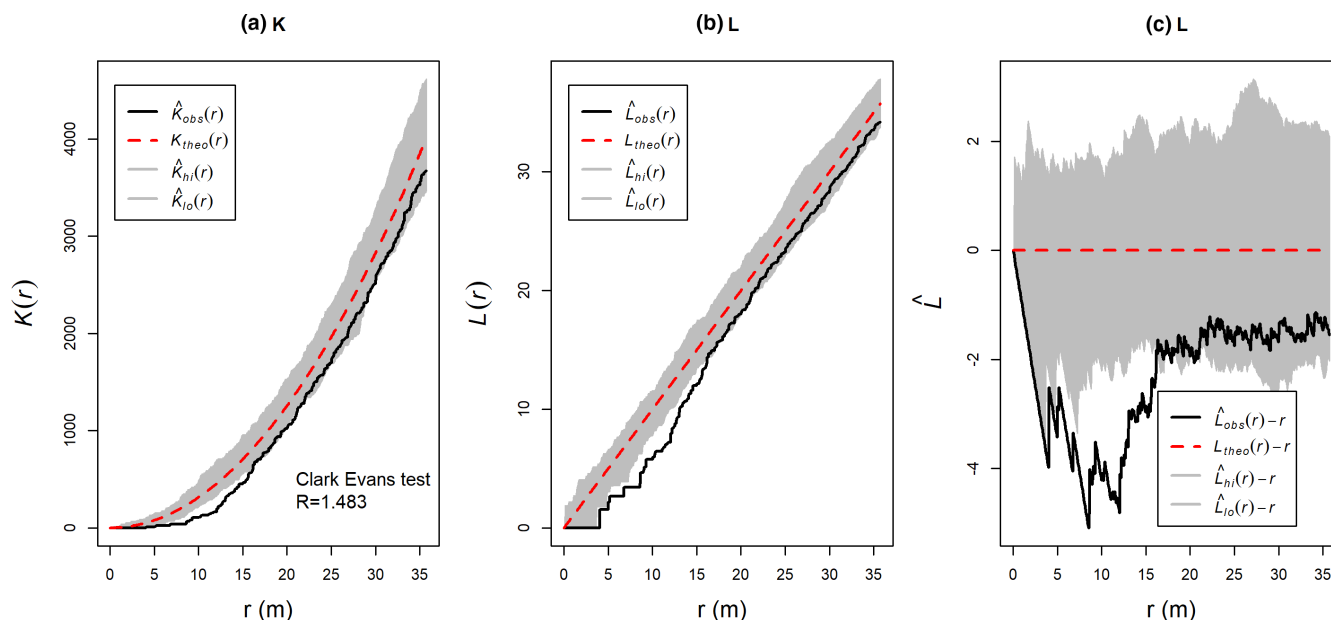 (a) K
K̂obs(r)
Ktheo(r)
K̂hi(r)
K̂lo(r)
K(r)
0 1000 2000 3000 4000
Clark Evans test
R=1.483
0 5 10 15 20 25 30 35
r (m)
(b) L
L̂obs(r)
Ltheo(r)
L̂hi(r)
L̂lo(r)
L(r)
0 10 20 30
0 5 10 15 20 25 30 35
r (m)
(c) L
L̂
-4 -2 0 2
L̂obs(r)−r
Ltheo(r)−r
L̂hi(r)−r
L̂lo(r)−r
0 5 10 15 20 25 30 35
r (m)